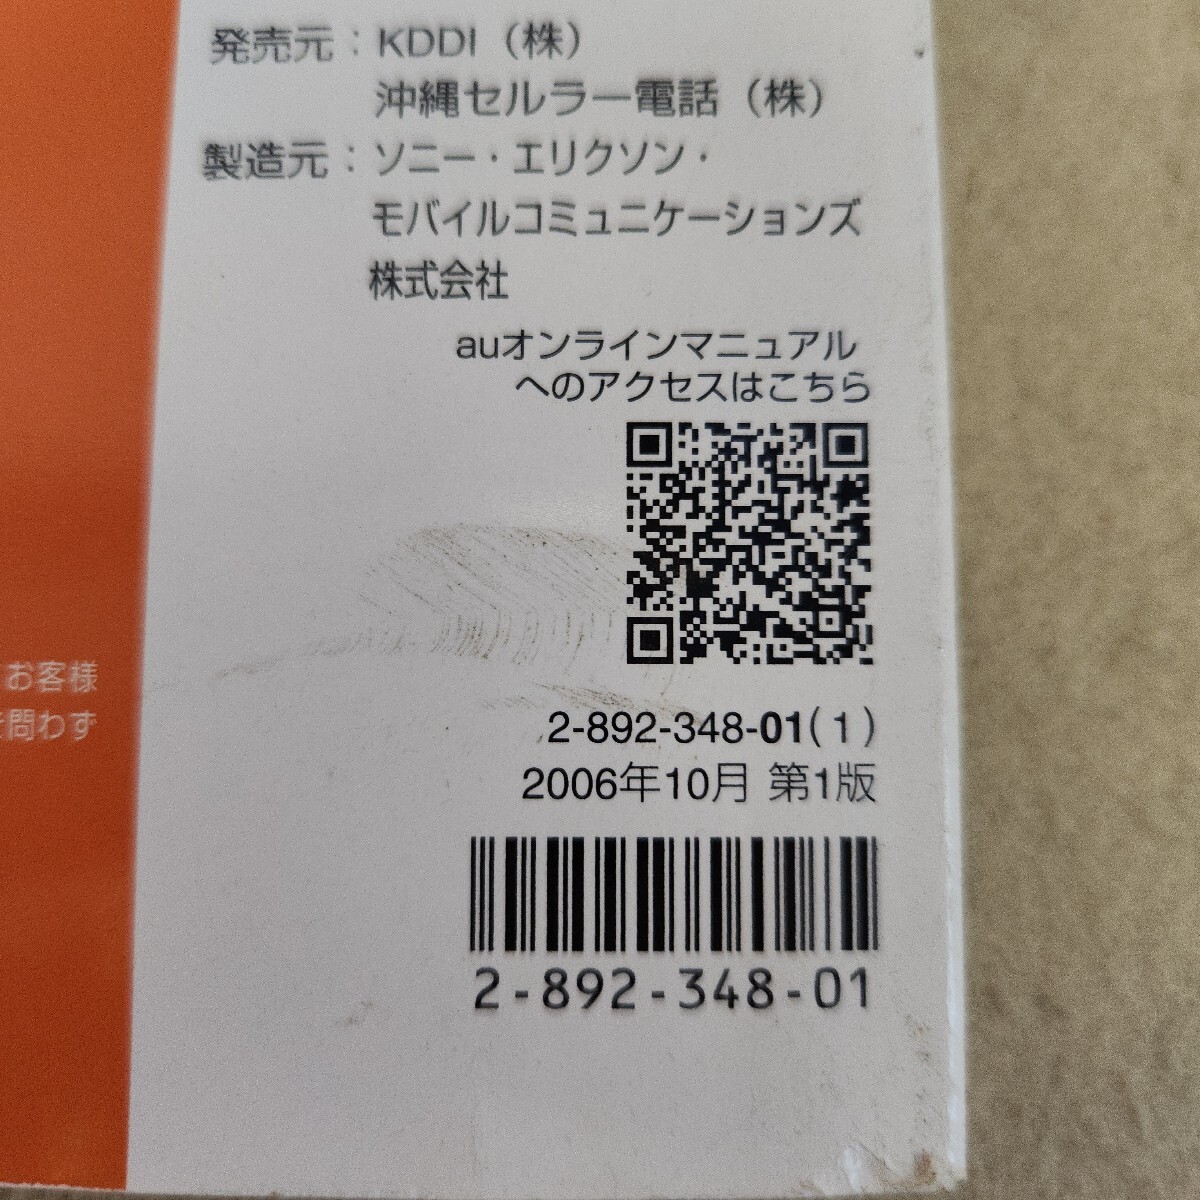 発売元：KDDI（株）
沖縄セルラー電話（株）
製造元：ソニー・エリクソン・
モバイルコミュニケーションズ
株式会社
auオンラインマニュアル
へのアクセスはこちら
お客様
問わず
2-892-348-01(1)
2006年10月 第1版
2-892-348-01